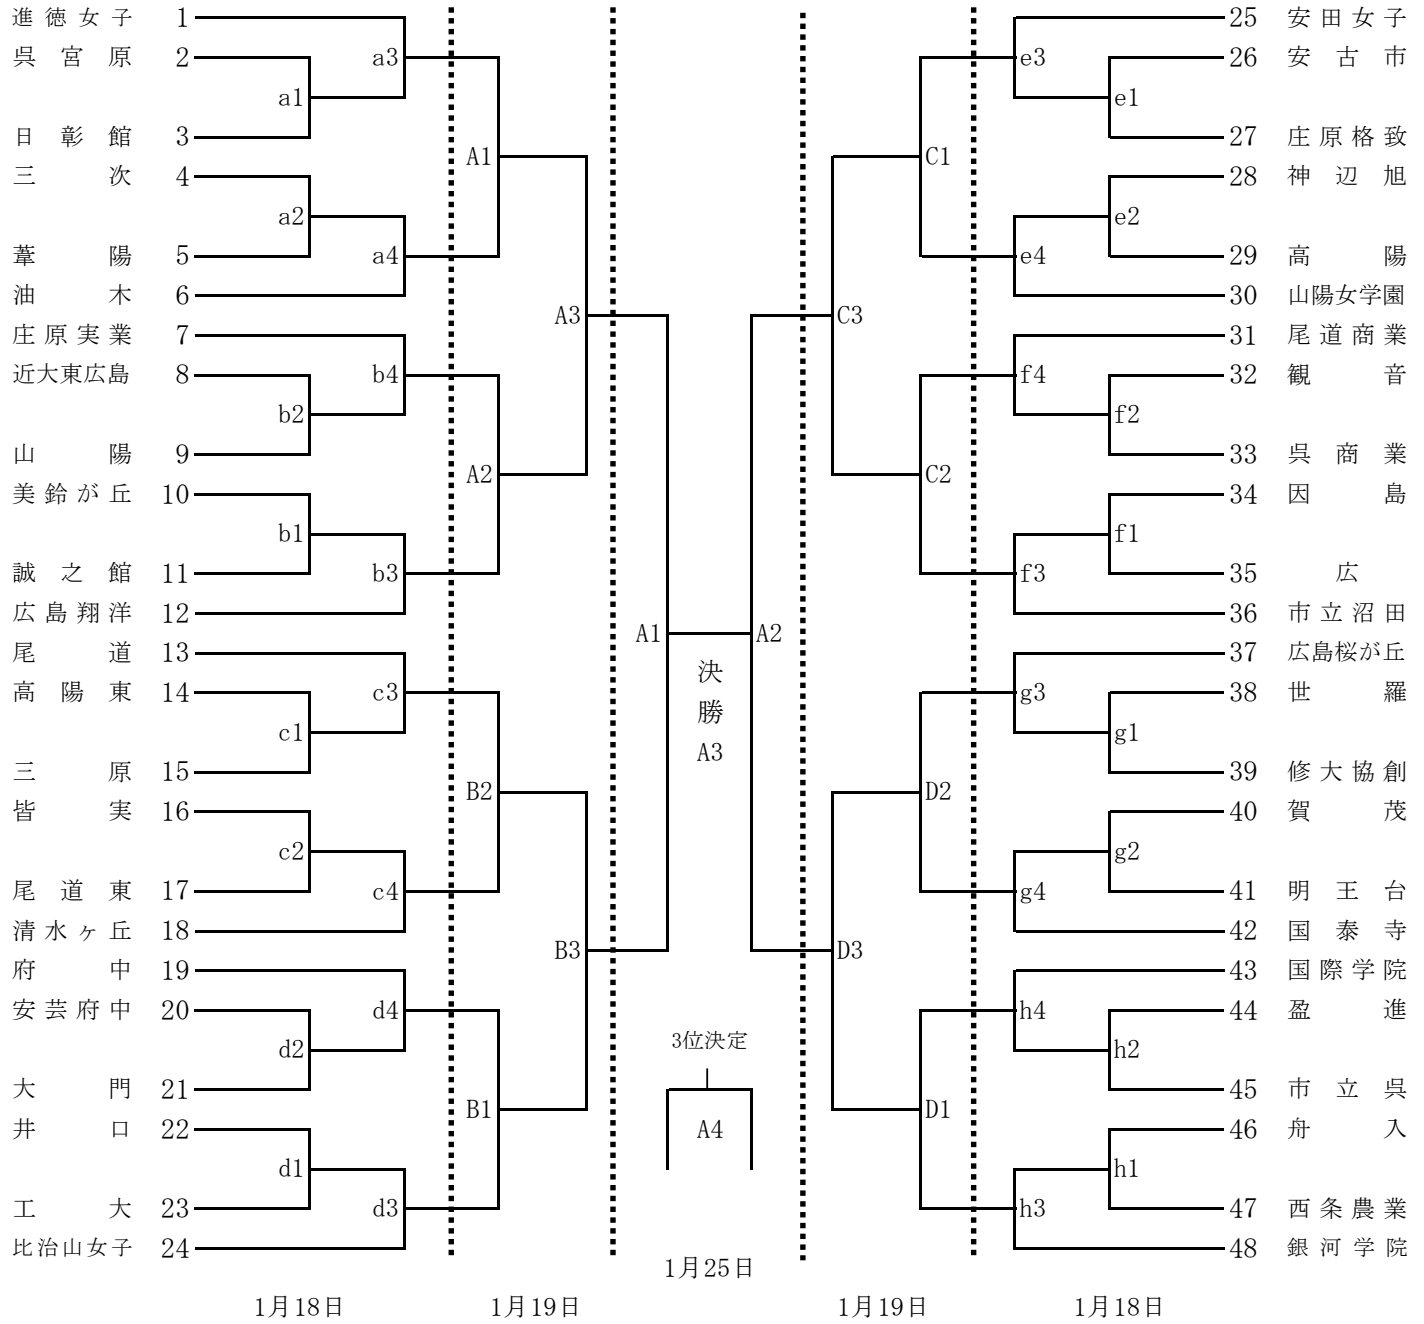 進徳女子 1 25 安田女子
呉宮原 2 a3 e3 26 安古市
a1 e1
日彰館 3 27 庄原格致
A1 C1
三次 4 28 神辺旭
a2 e2
葦陽 5 a4 e4 29 高陽
油木 6 30 山陽女学園
A3 C3
庄原実業 7 31 尾道商業
近大東広島 8 b4 f4 32 観音
b2 f2
山陽 9 33 呉商業
A2 C2
美鈴が丘 10 34 因島
b1 f1
誠之館 11 b3 f3 35 広
広島翔洋 12 36 市立沼田
A1 A2
尾道 13 37 広島桜が丘
決
高陽東 14 c3 g3 38 世羅
勝
c1 g1
A3
三原 15 39 修大協創
B2 D2
皆実 16 40 賀茂
c2 g2
尾道東 17 c4 g4 41 明王台
清水ヶ丘 18 42 国泰寺
B3 D3
府中 19 43 国際学院
安芸府中 20 d4 h4 44 盈進
3位決定
d2 h2
大門 21 45 市立呉
B1 D1
井口 22 A4 46 舟入
d1 h1
工大 23 d3 h3 47 西条農業
比治山女子 24 48 銀河学院
1月25日
1月18日 1月19日 1月19日 1月18日